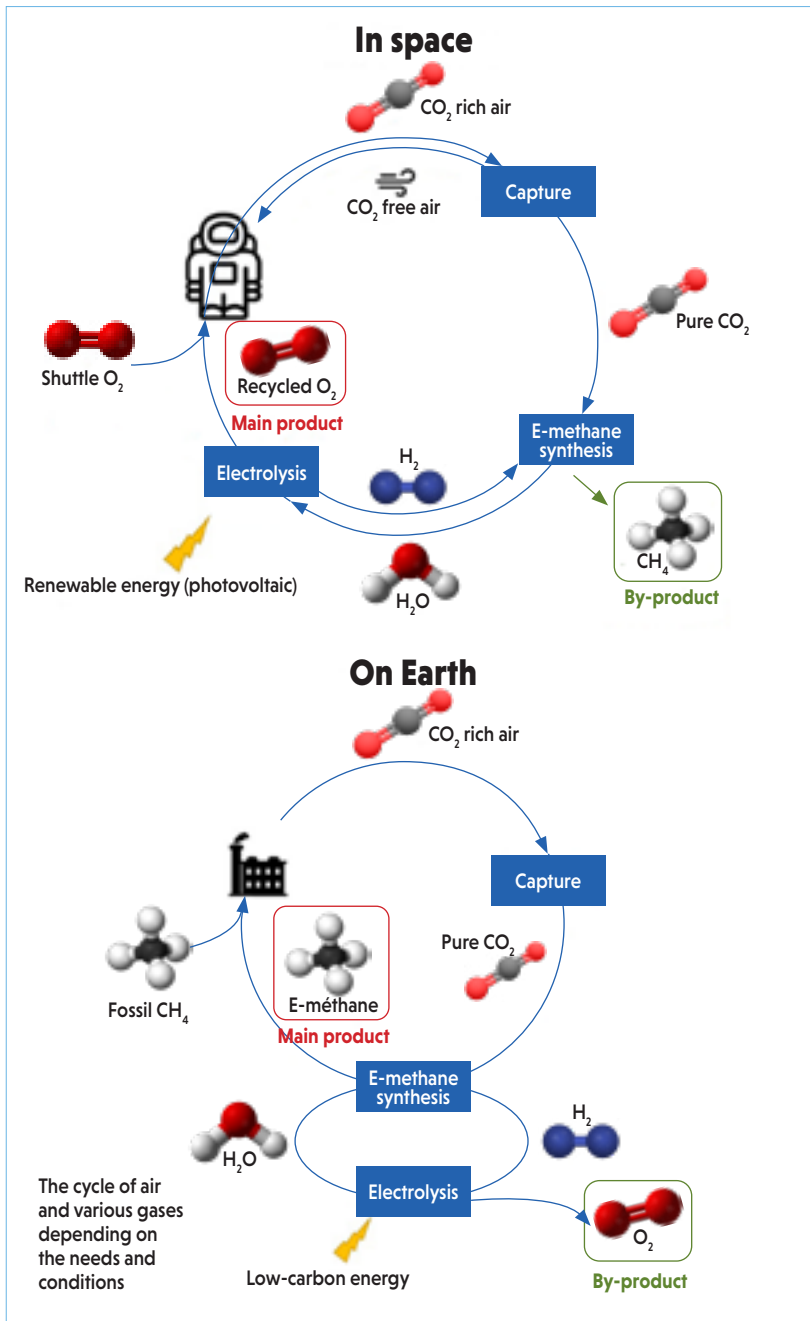 In space
CO₂ rich air
CO₂ free air
Capture
Pure CO₂
Shuttle O₂
Recycled O₂
Main product
E-methane
synthesis
Electrolysis
H₂
CH₄
By-product
Renewable energy (photovoltaic)
H₂O
On Earth
CO₂ rich air
Capture
Pure CO₂
Fossil CH₄
E-méthane
Main product
E-methane
synthesis
H₂
H₂O
Electrolysis
The cycle of air
and various gases
depending on
the needs and
conditions
O₂
Low-carbon energy
By-product